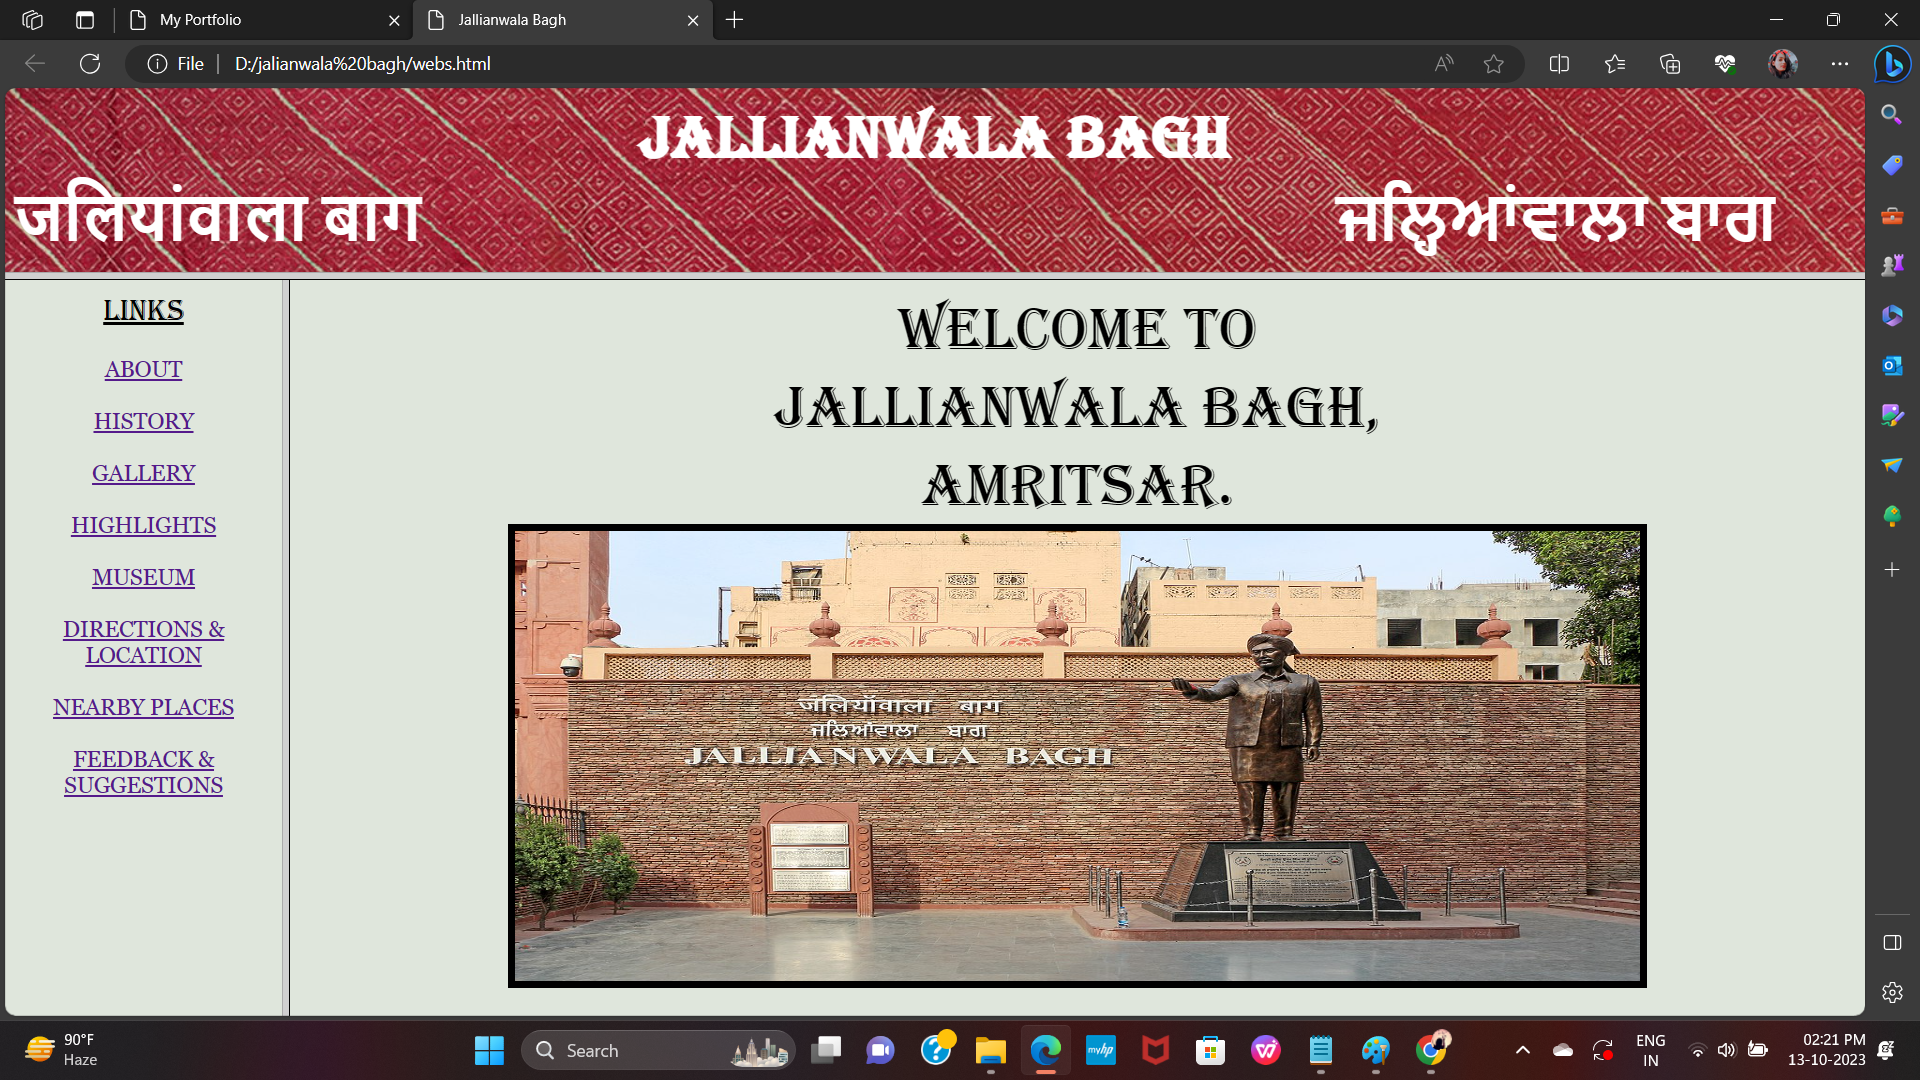 My Portfolio
Jallianwala Bagh
File
D:/jalianwala%20bagh/webs.html
JALLIANWALA BAGH
जलियांवाला बाग
ਜਲ੍ਹਿਆਂਵਾਲਾ ਬਾਗ
LINKS
ABOUT
HISTORY
GALLERY
HIGHLIGHTS
MUSEUM
DIRECTIONS &
LOCATION
NEARBY PLACES
FEEDBACK &
SUGGESTIONS
WELCOME TO
JALLIANWALA BAGH,
AMRITSAR.
जलियाँवाला बाग
ਜਲਿਆਂਵਾਲਾ ਬਾਗ
JALLIANWALA BAGH
90°F
Haze
Search
myhp
ENG
IN
02:21 PM
13-10-2023